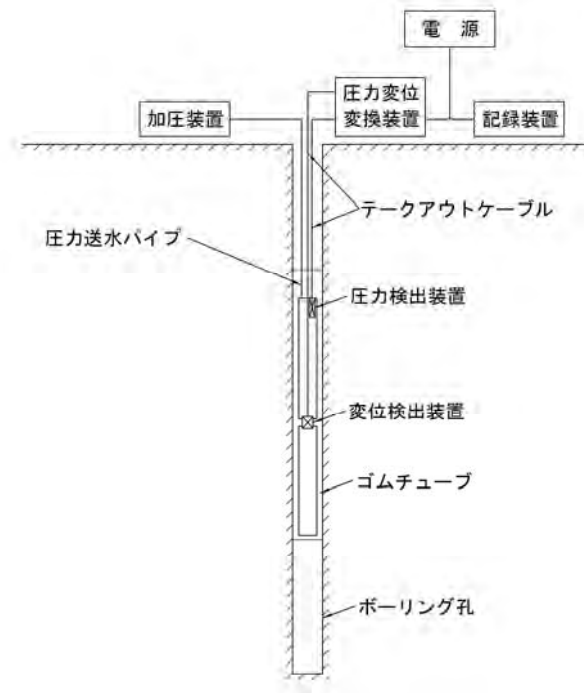 電　源
圧力変位
変換装置
加圧装置
記録装置
テークアウトケーブル
圧力送水パイプ
圧力検出装置
変位検出装置
ゴムチューブ
ボーリング孔